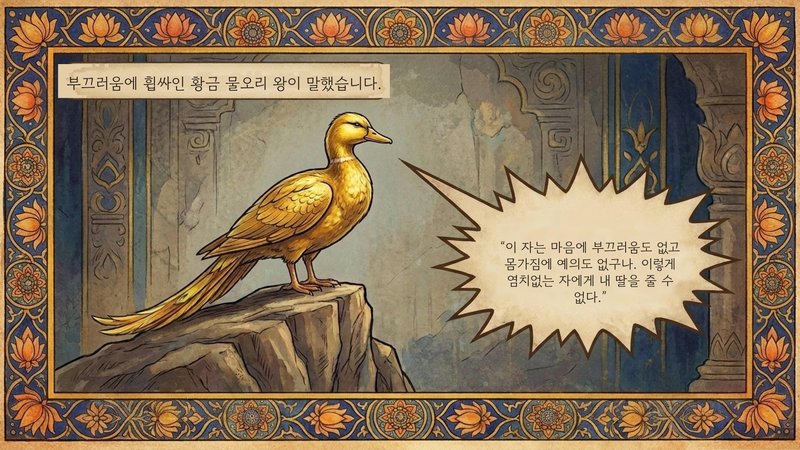 부끄러움에 휩싸인 황금 물오리 왕이 말했습니다.
“이 자는 마음에 부끄러움도 없고
몸가짐에 예의도 없구나. 이렇게
염치없는 자에게 내 딸을 줄 수
없다.”